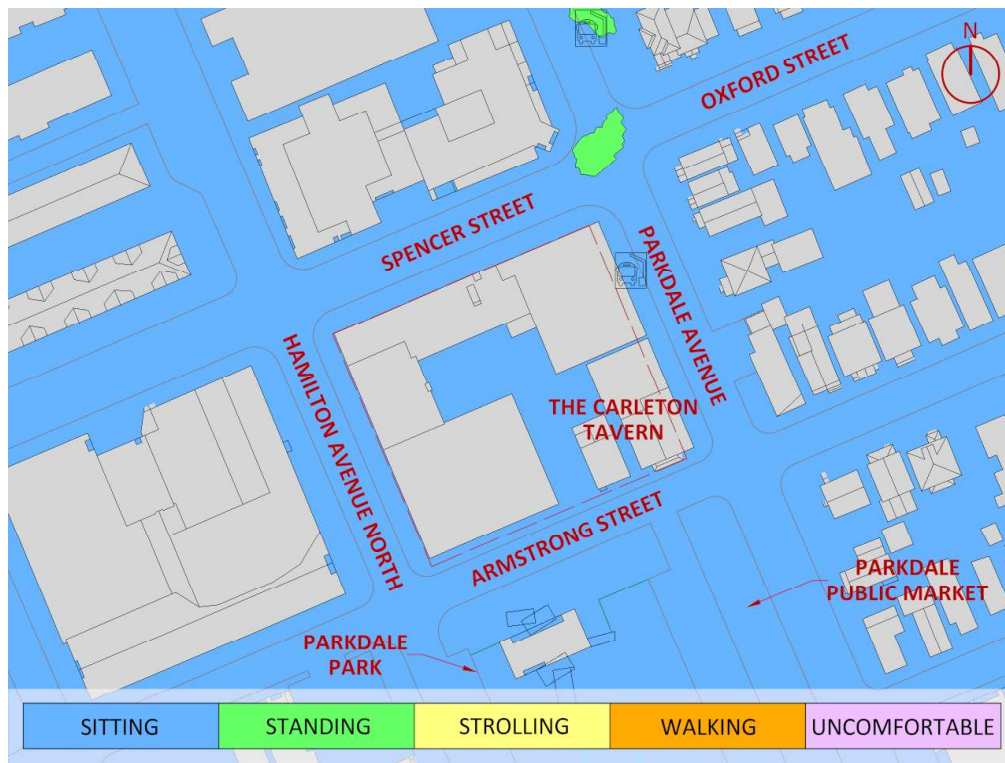 N
OXFORD STREET
SPENCER STREET
PARKDALE AVENUE
HAMILTON AVENUE NORTH
THE CARLETON
TAVERN
ARMSTRONG STREET
PARKDALE
PUBLIC MARKET
PARKDALE
PARK
SITTING
STANDING
STROLLING
WALKING
UNCOMFORTABLE